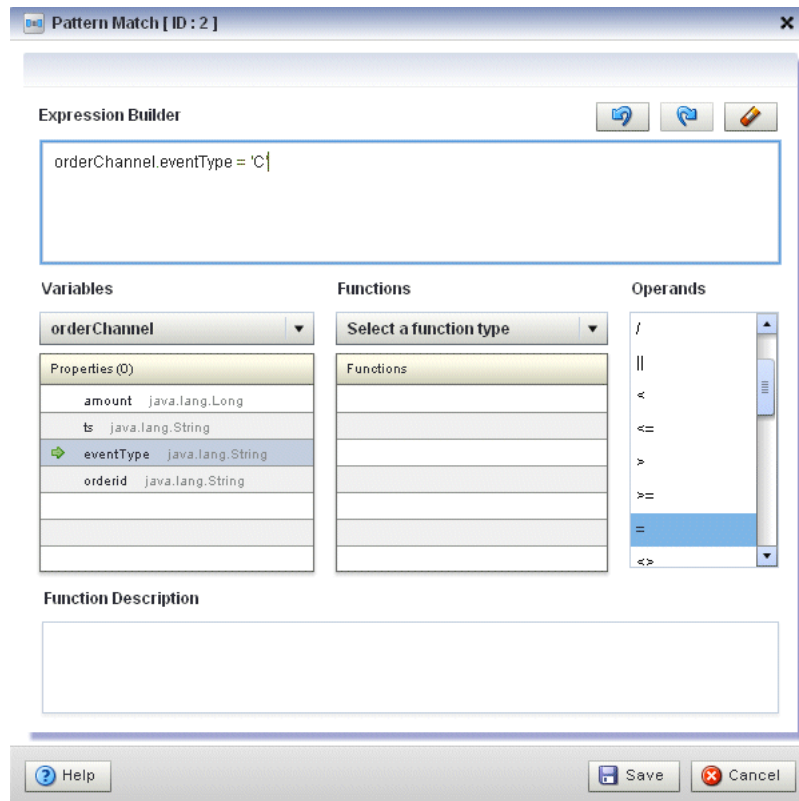 Pattern Match [ ID : 2 ]
Expression Builder
orderChannel.eventType = 'C'
Variables
Functions
Operands
orderChannel
Select a function type
Properties (0)
amount java.lang.Long
ts java.lang.String
eventType java.lang.String
orderid java.lang.String
Functions
/
||
<
<=
>
>=
=
<>
Function Description
Help
Save
Cancel